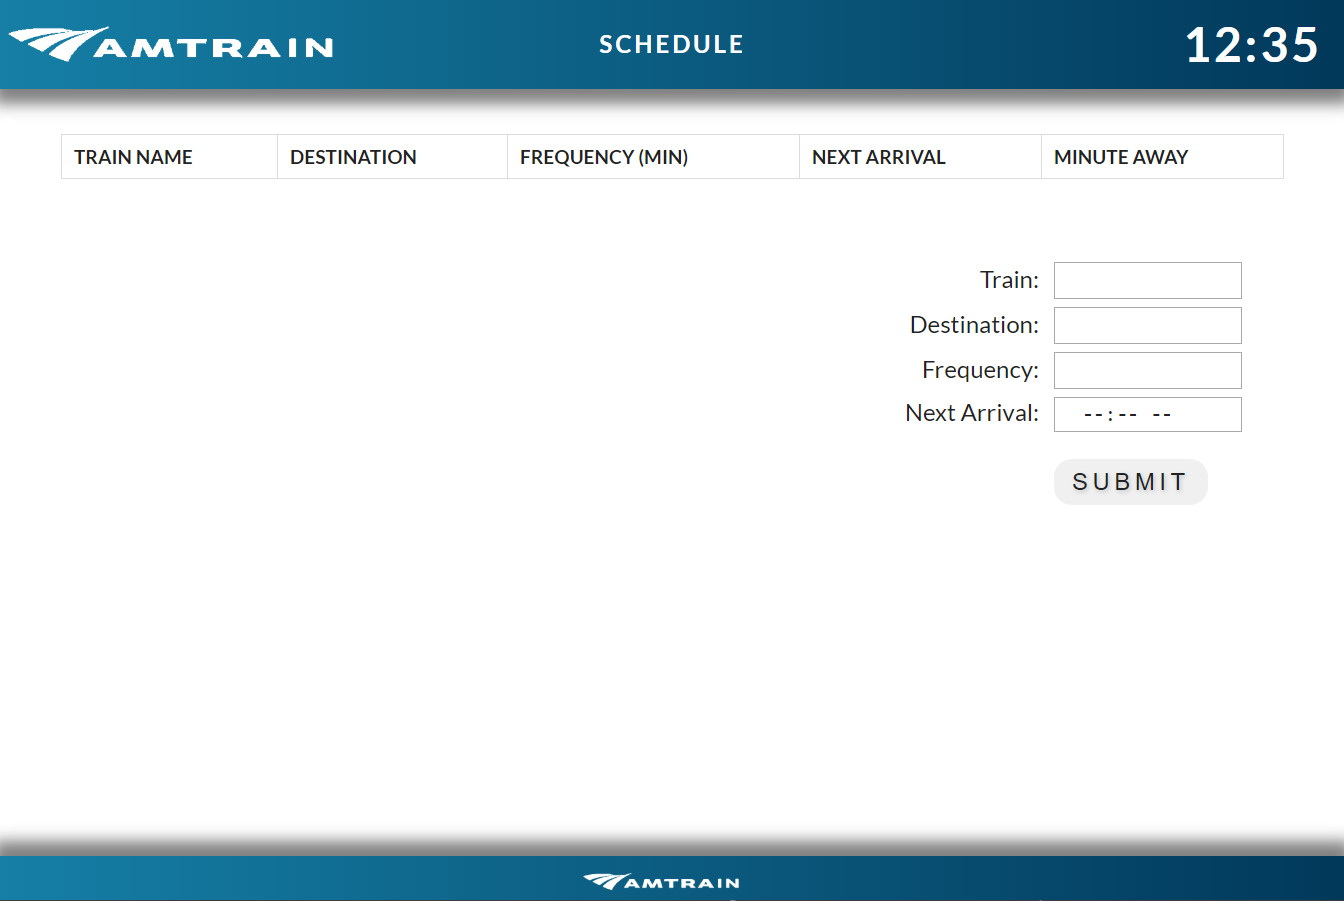 AMTRAIN
SCHEDULE
12:35
TRAIN NAME DESTINATION FREQUENCY (MIN) NEXT ARRIVAL MINUTE AWAY
Train:
Destination:
Frequency:
Next Arrival: --:-- --
SUBMIT
AMTRAIN